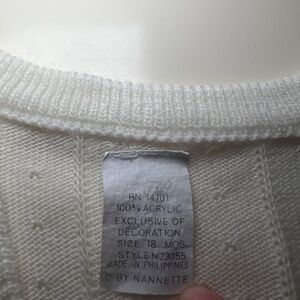 RN 14701
100% ACRYLIC
EXCLUSIVE OF
DECORATION
SIZE 18 MOS
STYLE N23055
MADE IN PHILIPPINES
C BY NANNETTE